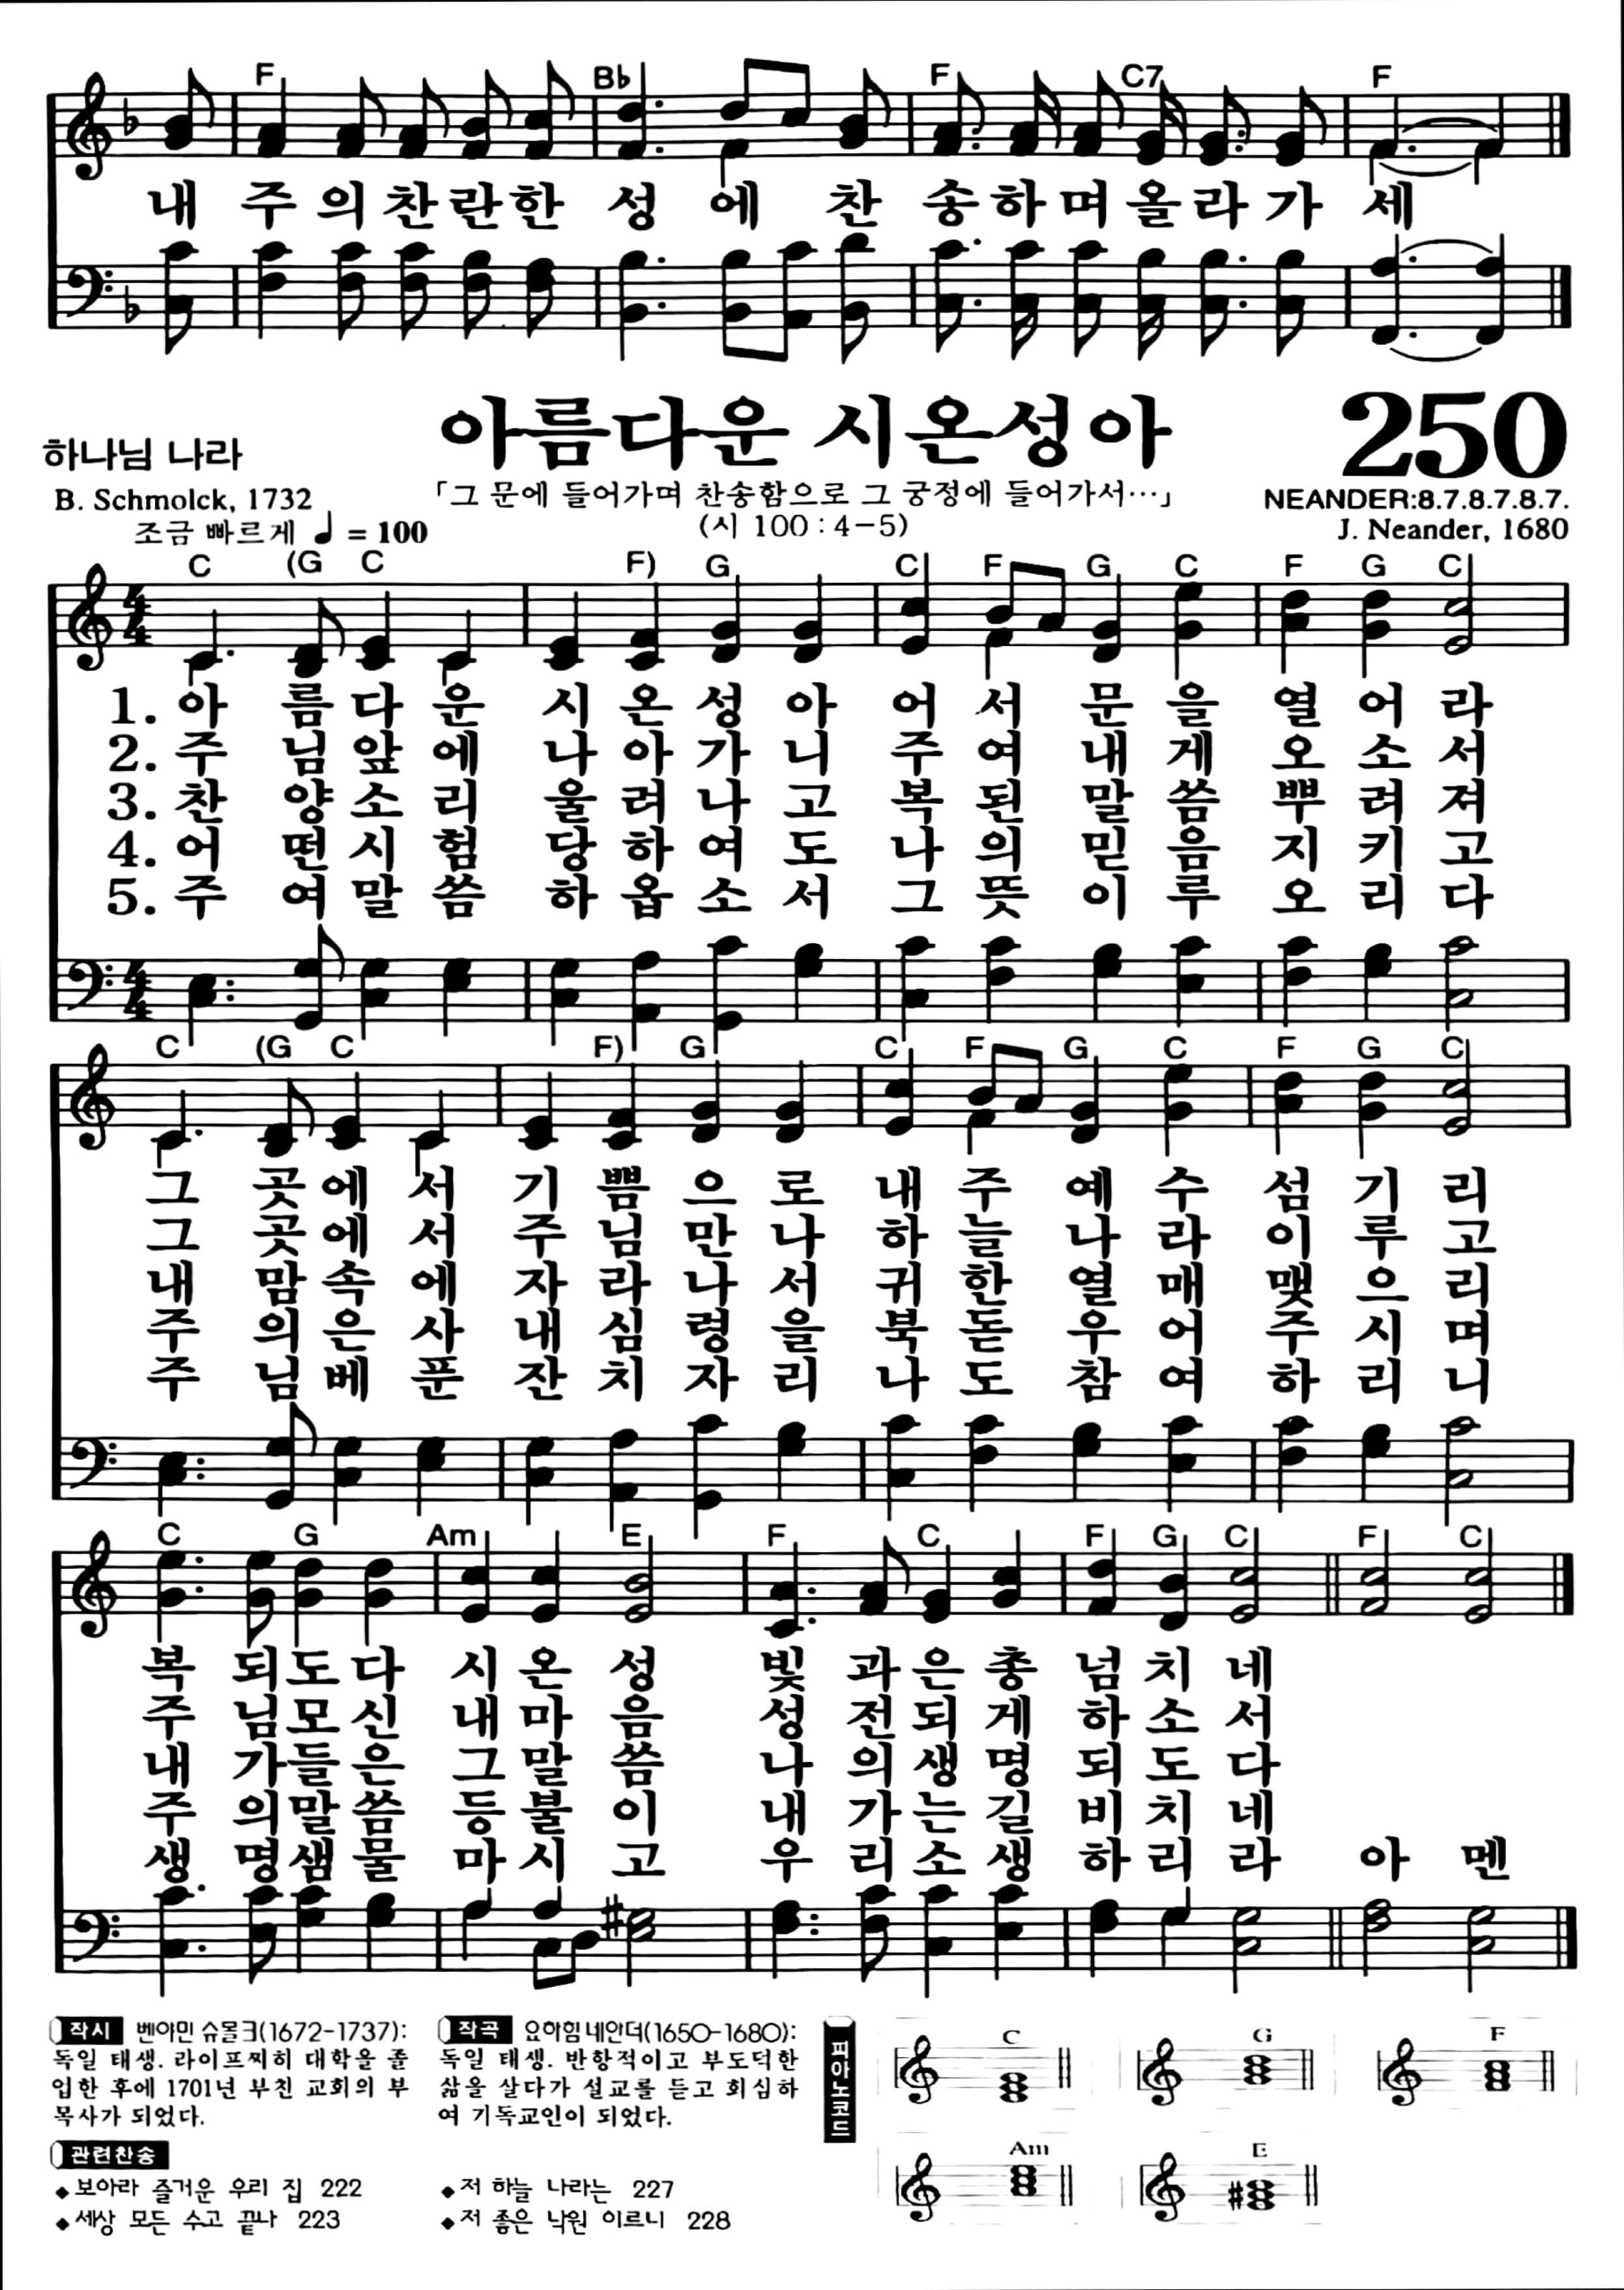 F B♭ F C7 F
내 주의찬란한 성에 찬 송하며올라가 세
하나님 나라
아름다운 시온성아
250
B. Schmolck, 1732
「그 문에 들어가며 찬송함으로 그 궁정에 들어가서…」
NEANDER:8.7.8.7.8.7.
조금 빠르게 ♩ = 100
(시 100 : 4-5)
J. Neander, 1680
C (G C F) G C F G C F G C
1. 아 름 다 운 시 온 성 아 어 서 문 을 열 어 라
2. 주 님 앞 에 나 아 가 니 주 여 내 게 오 소 서
3. 찬 양 소 리 울 려 나 고 복 된 말 씀 뿌 려 져
4. 어 떤 시 험 당 하 여 도 나 의 믿 음 지 키 고
5. 주 여 말 씀 하 옵 소 서 그 뜻 이 루 오 리 다
C (G C F) G C F G C F G C
그 곳 에 서 기 쁨 으 로 내 주 예 수 섬 기 리
그 곳 에 서 주 님 만 나 하 늘 나 라 이 루 고
내 맘 속 에 자 라 나 서 귀 한 열 매 맺 으 리
주 의 은 사 내 심 령 을 북 돋 우 어 주 시 며
주 님 베 푼 잔 치 자 리 나 도 참 여 하 리 니
C G Am E F C F G C F C
복 되 도 다 시 온 성 빛 과 은 총 넘 치 네
주 님 모 신 내 마 음 성 전 되 게 하 소 서
내 가 들 은 그 말 씀 나 의 생 명 되 도 다
주 의 말 씀 등 불 이 내 가 는 길 비 치 네
생 명 샘 물 마 시 고 우 리 소 생 하 리 라 아 멘
작시 벤야민 슈몰크(1672-1737):
독일 태생. 라이프찌히 대학을 졸
업한 후에 1701년 부친 교회의 부
목사가 되었다.
작곡 요하힘 네안더(1650-1680):
독일 태생. 반항적이고 부도덕한
삶을 살다가 설교를 듣고 회심하
여 기독교인이 되었다.
피아노코드
C G F
Am E
관련찬송
◆보아라 즐거운 우리 집 222
◆세상 모든 수고 끝나 223
◆저 하늘 나라는 227
◆저 좋은 낙원 이르니 228